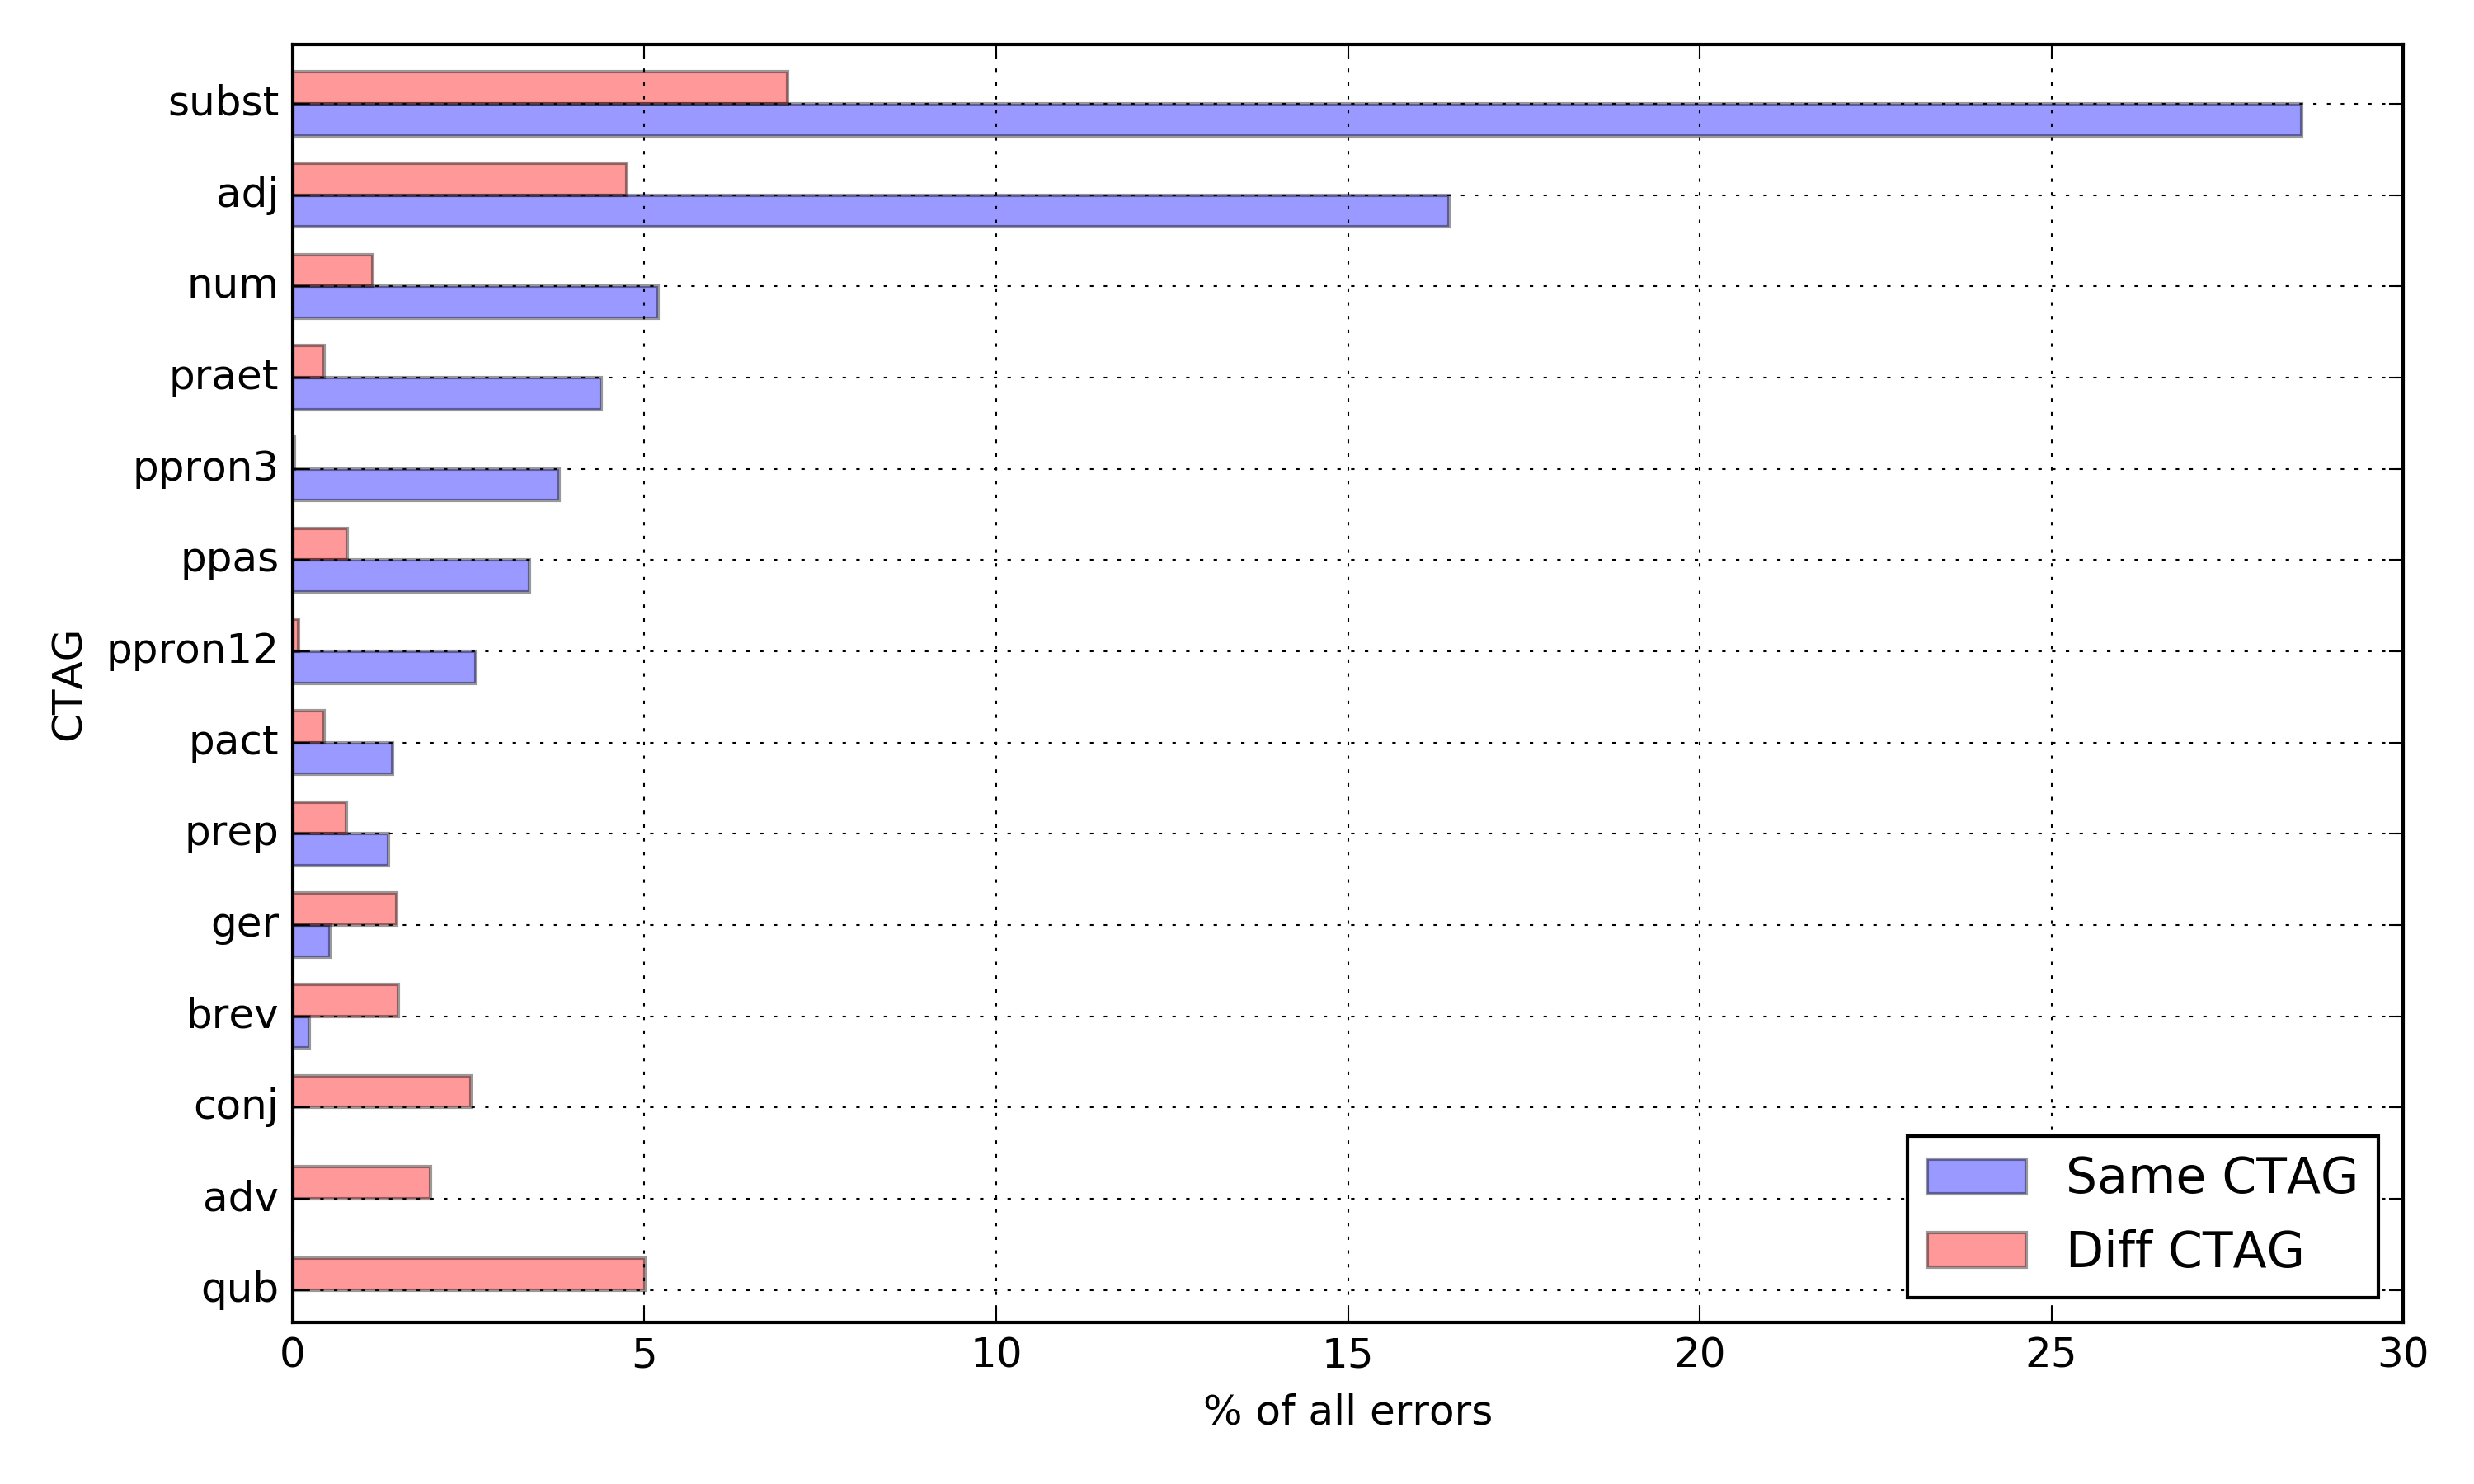 subst
adj
num
praet
ppron3
ppas
ppron12
pact
prep
ger
brev
conj
adv
qub
CTAG
Same CTAG
Diff CTAG
0 5 10 15 20 25 30
% of all errors